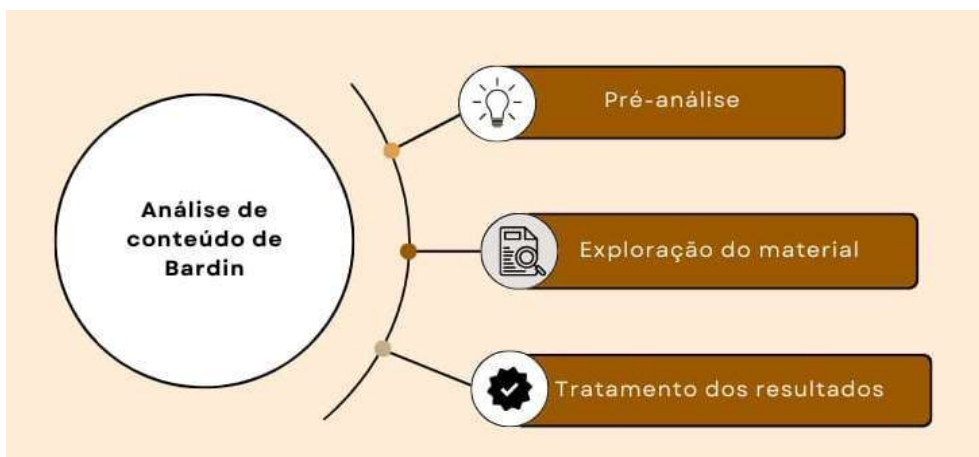 Análise de
conteúdo de
Bardin
Pré-análise
Exploração do material
Tratamento dos resultados